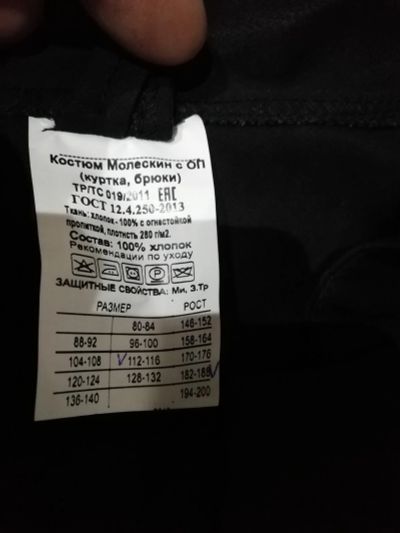 Костюм Молескин с ОП
(куртка, брюки)
ТР/ТС 019/2011 ЕАС
ГОСТ 12.4.250-2013
Ткань: хлопок- 100% с огнестойкой
пропиткой, плотность 280 г/м2.
Состав: 100% хлопок
Рекомендации по уходу
P
ЗАЩИТНЫЕ СВОЙСТВА: Ми, З.Тр
РАЗМЕР РОСТ
80-84 146-152
88-92 96-100 158-164
104-108 112-116 170-176
120-124 128-132 182-188
136-140 194-200